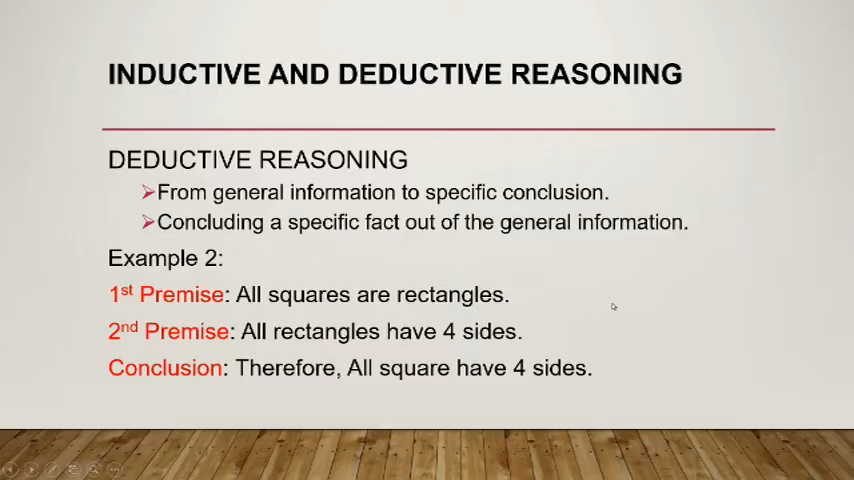 INDUCTIVE AND DEDUCTIVE REASONING
DEDUCTIVE REASONING
➢From general information to specific conclusion.
➢Concluding a specific fact out of the general information.
Example 2:
1st Premise: All squares are rectangles.
2nd Premise: All rectangles have 4 sides.
Conclusion: Therefore, All square have 4 sides.